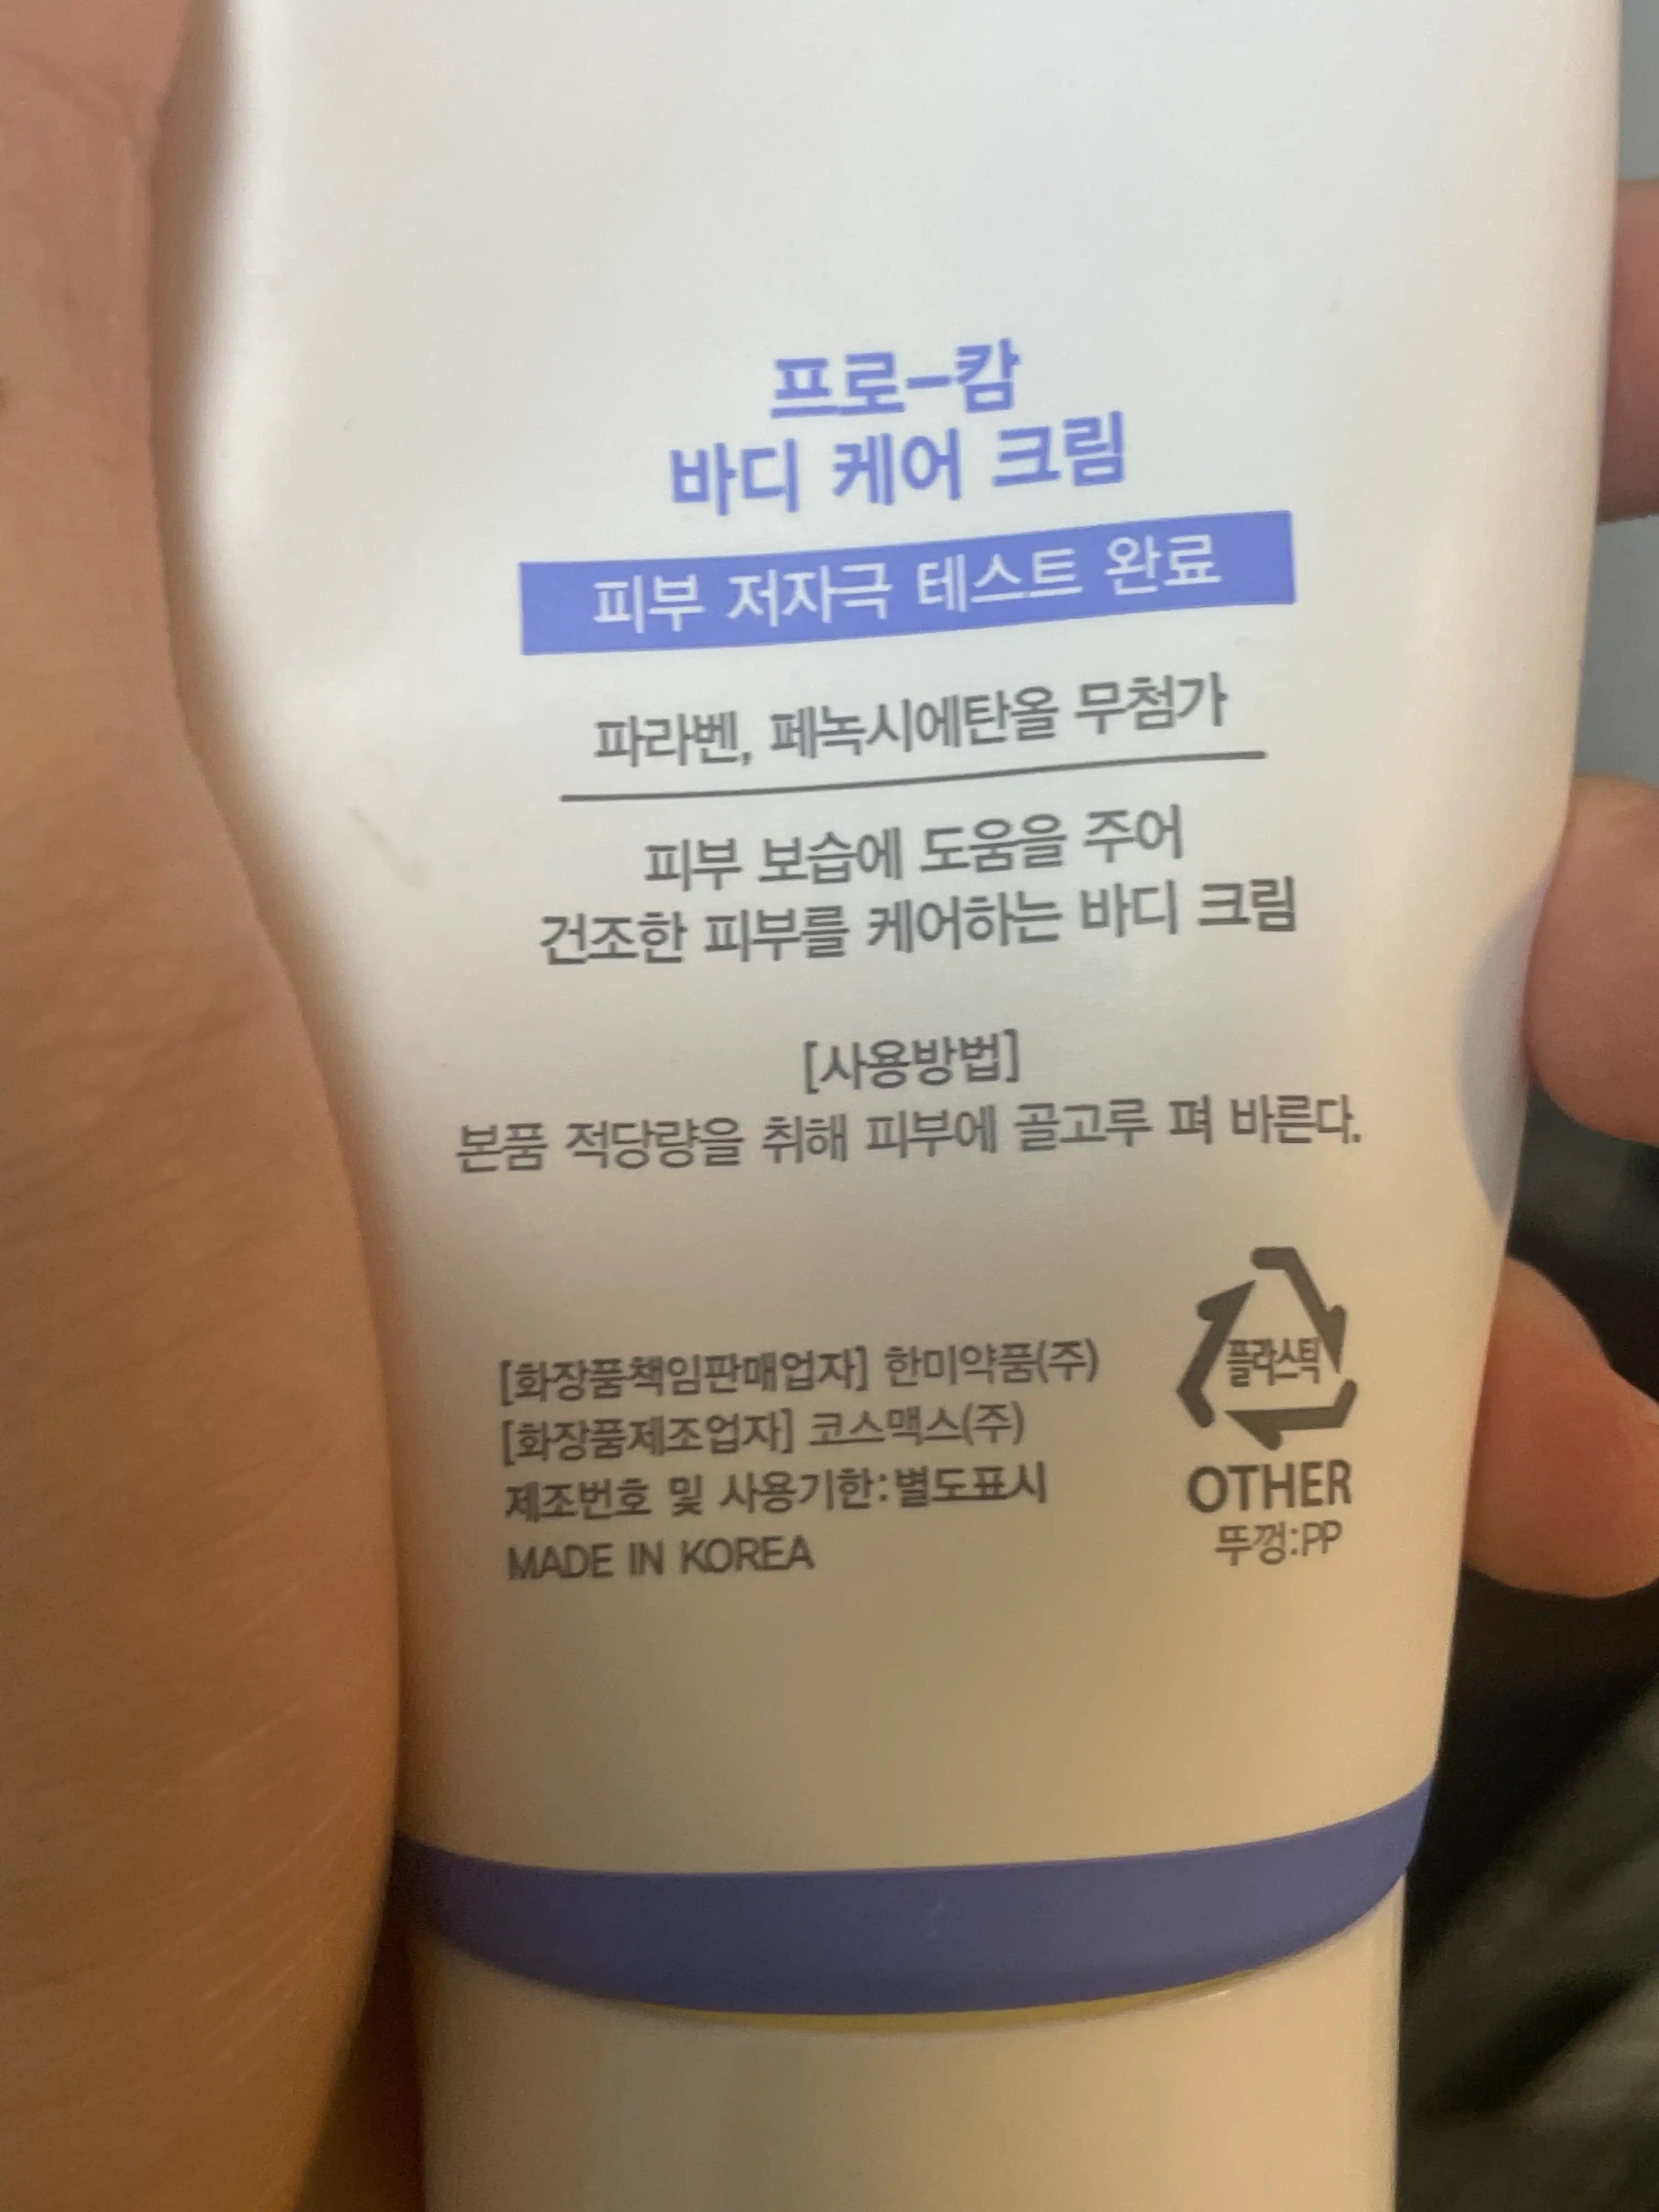 프로-캄
바디 케어 크림
피부 저자극 테스트 완료
파라벤, 페녹시에탄올 무첨가
피부 보습에 도움을 주어
건조한 피부를 케어하는 바디 크림
[사용방법]
본품 적당량을 취해 피부에 골고루 펴 바른다.
[화장품책임판매업자] 한미약품(주)
[화장품제조업자] 코스맥스(주)
제조번호 및 사용기한:별도표시
MADE IN KOREA
플라스틱
OTHER
뚜껑:PP